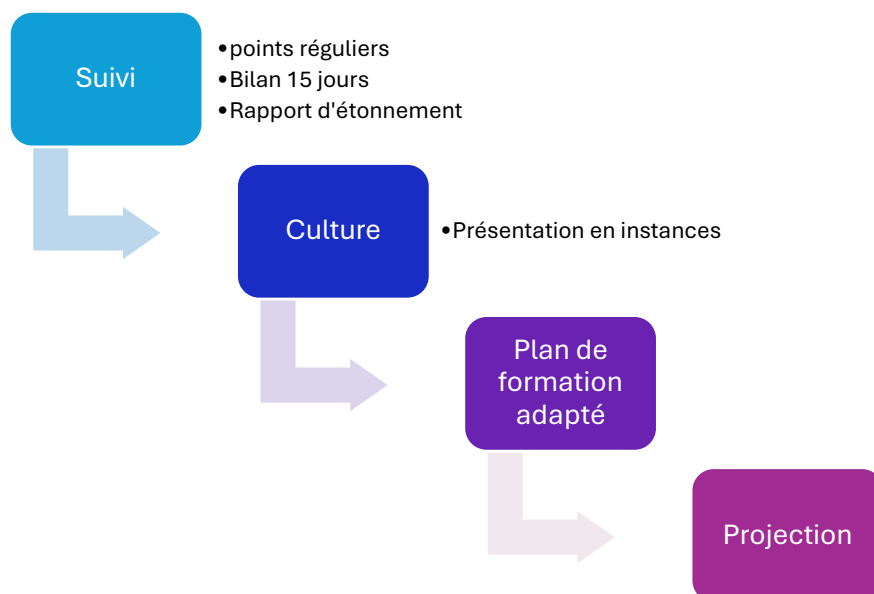 Suivi
•points réguliers
•Bilan 15 jours
•Rapport d'étonnement
Culture
•Présentation en instances
Plan de
formation
adapté
Projection